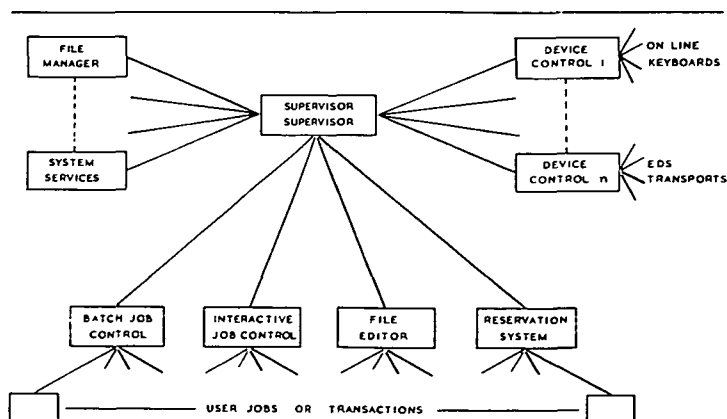 FILE
MANAGER
SUPERVISOR
SUPERVISOR
DEVICE
CONTROL 1
ON LINE
KEYBOARDS
SYSTEM
SERVICES
DEVICE
CONTROL n
EDS
TRANSPORTS
BATCH JOB
CONTROL
INTERACTIVE
JOB CONTROL
FILE
EDITOR
RESERVATION
SYSTEM
USER JOBS OR TRANSACTIONS